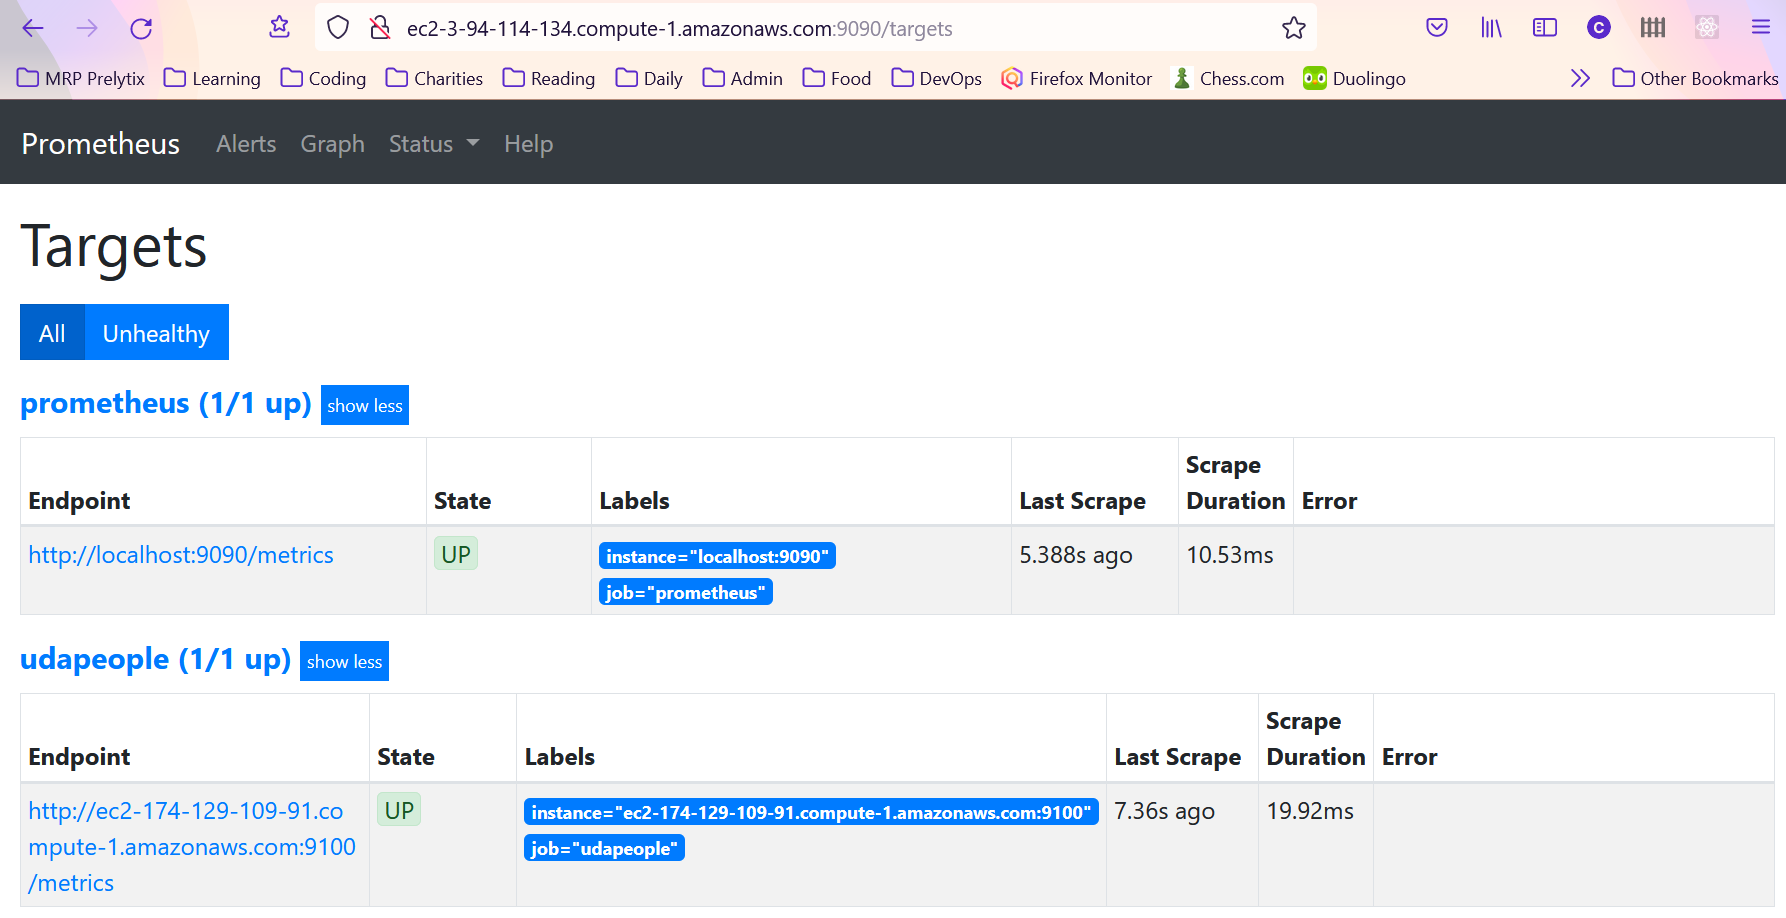 ec2-3-94-114-134.compute-1.amazonaws.com:9090/targets
C
MRP Prelytix Learning Coding Charities Reading Daily Admin Food DevOps Firefox Monitor Chess.com Duolingo Other Bookmarks
Prometheus Alerts Graph Status Help
Targets
All Unhealthy
prometheus (1/1 up) show less
Scrape
Endpoint State Labels Last Scrape Duration Error
http://localhost:9090/metrics UP instance="localhost:9090" 5.388s ago 10.53ms
job="prometheus"
udapeople (1/1 up) show less
Scrape
Endpoint State Labels Last Scrape Duration Error
http://ec2-174-129-109-91.co UP instance="ec2-174-129-109-91.compute-1.amazonaws.com:9100" 7.36s ago 19.92ms
mpute-1.amazonaws.com:9100 job="udapeople"
/metrics